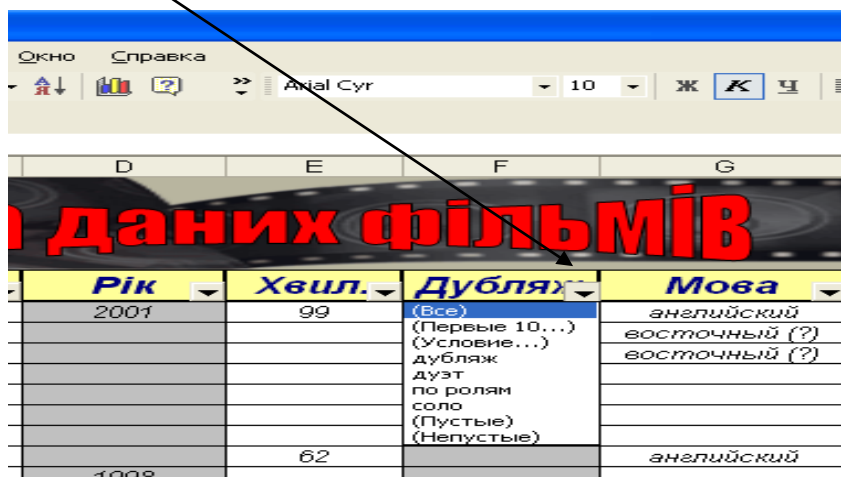 Окно Справка
Arial Cyr 10 Ж К Ч
D E F G
даних фільмів
Рік Хвил. Дубляж Мова
2001 99 (Все) английский
(Первые 10...) восточный (?)
(Условие...) восточный (?)
дубляж
дуэт
по ролям
соло
(Пустые)
(Непустые)
62 английский
1998